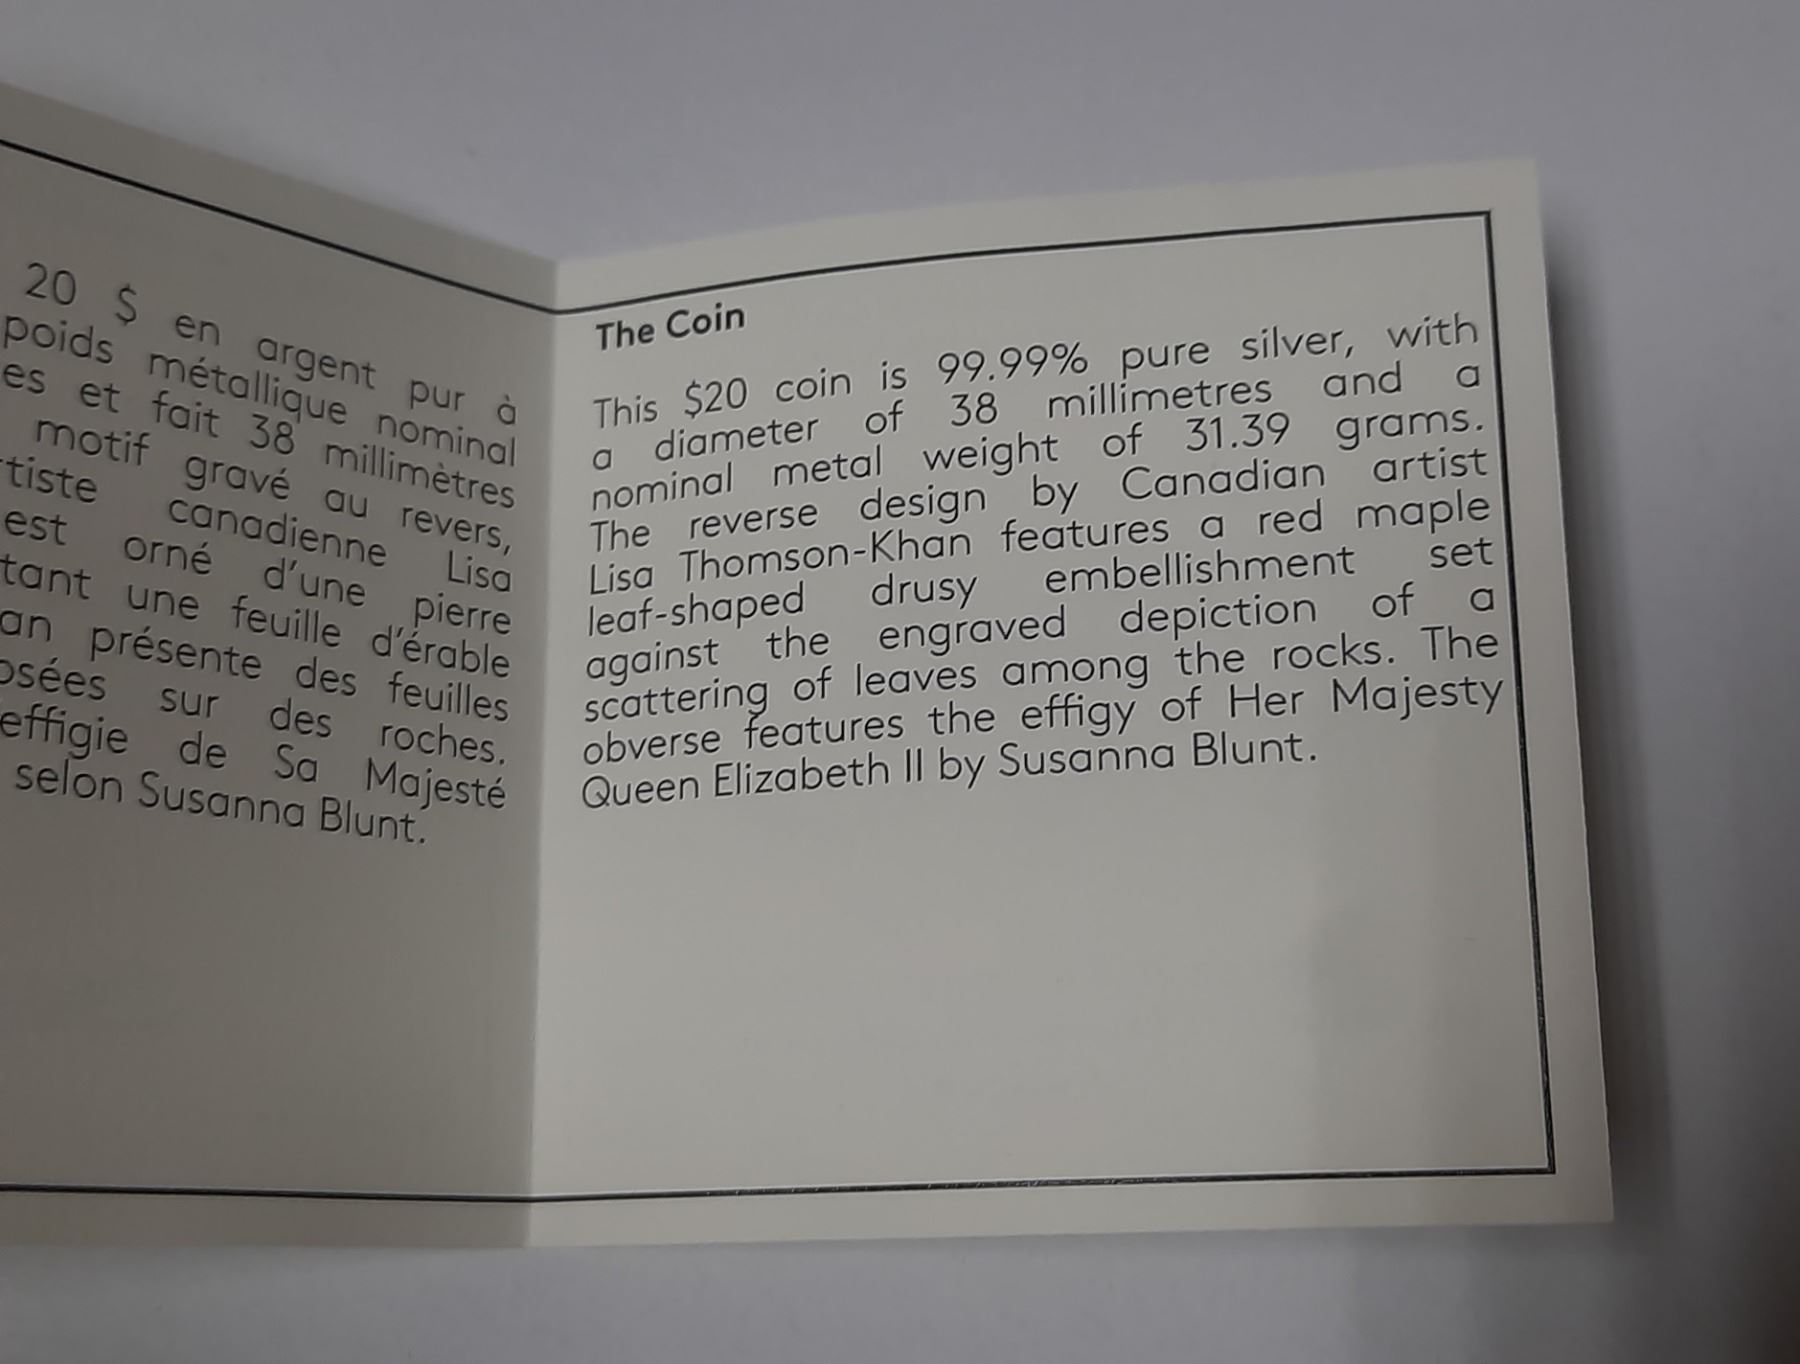 20 $ en argent pur à
poids métallique nominal
es et fait 38 millimètres
motif gravé au revers,
tiste canadienne Lisa
est orné d'une pierre
tant une feuille d'érable
an présente des feuilles
osées sur des roches.
effigie de Sa Majesté
selon Susanna Blunt.
The Coin
This $20 coin is 99.99% pure silver, with
a diameter of 38 millimetres and a
nominal metal weight of 31.39 grams.
The reverse design by Canadian artist
Lisa Thomson-Khan features a red maple
leaf-shaped drusy embellishment set
against the engraved depiction of a
scattering of leaves among the rocks. The
obverse features the effigy of Her Majesty
Queen Elizabeth II by Susanna Blunt.